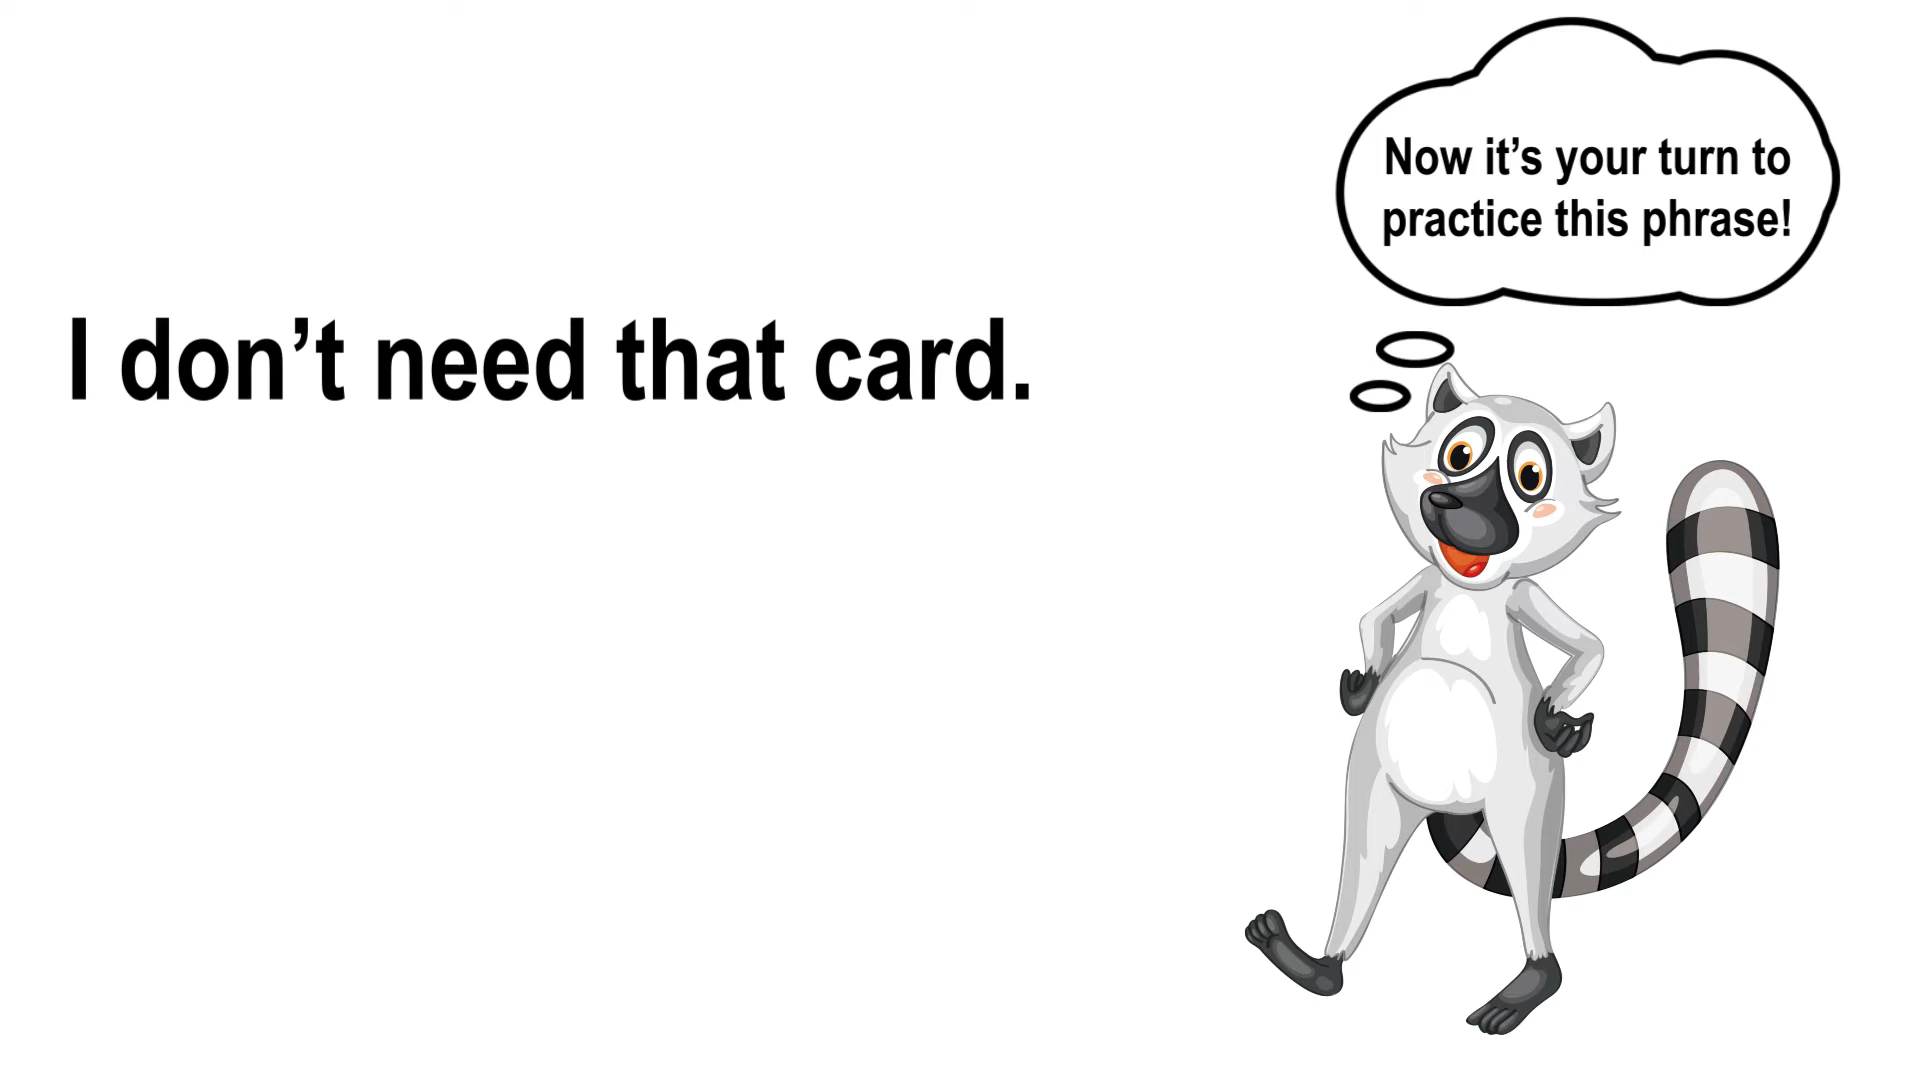 Now it’s your turn to
practice this phrase!
I don’t need that card.